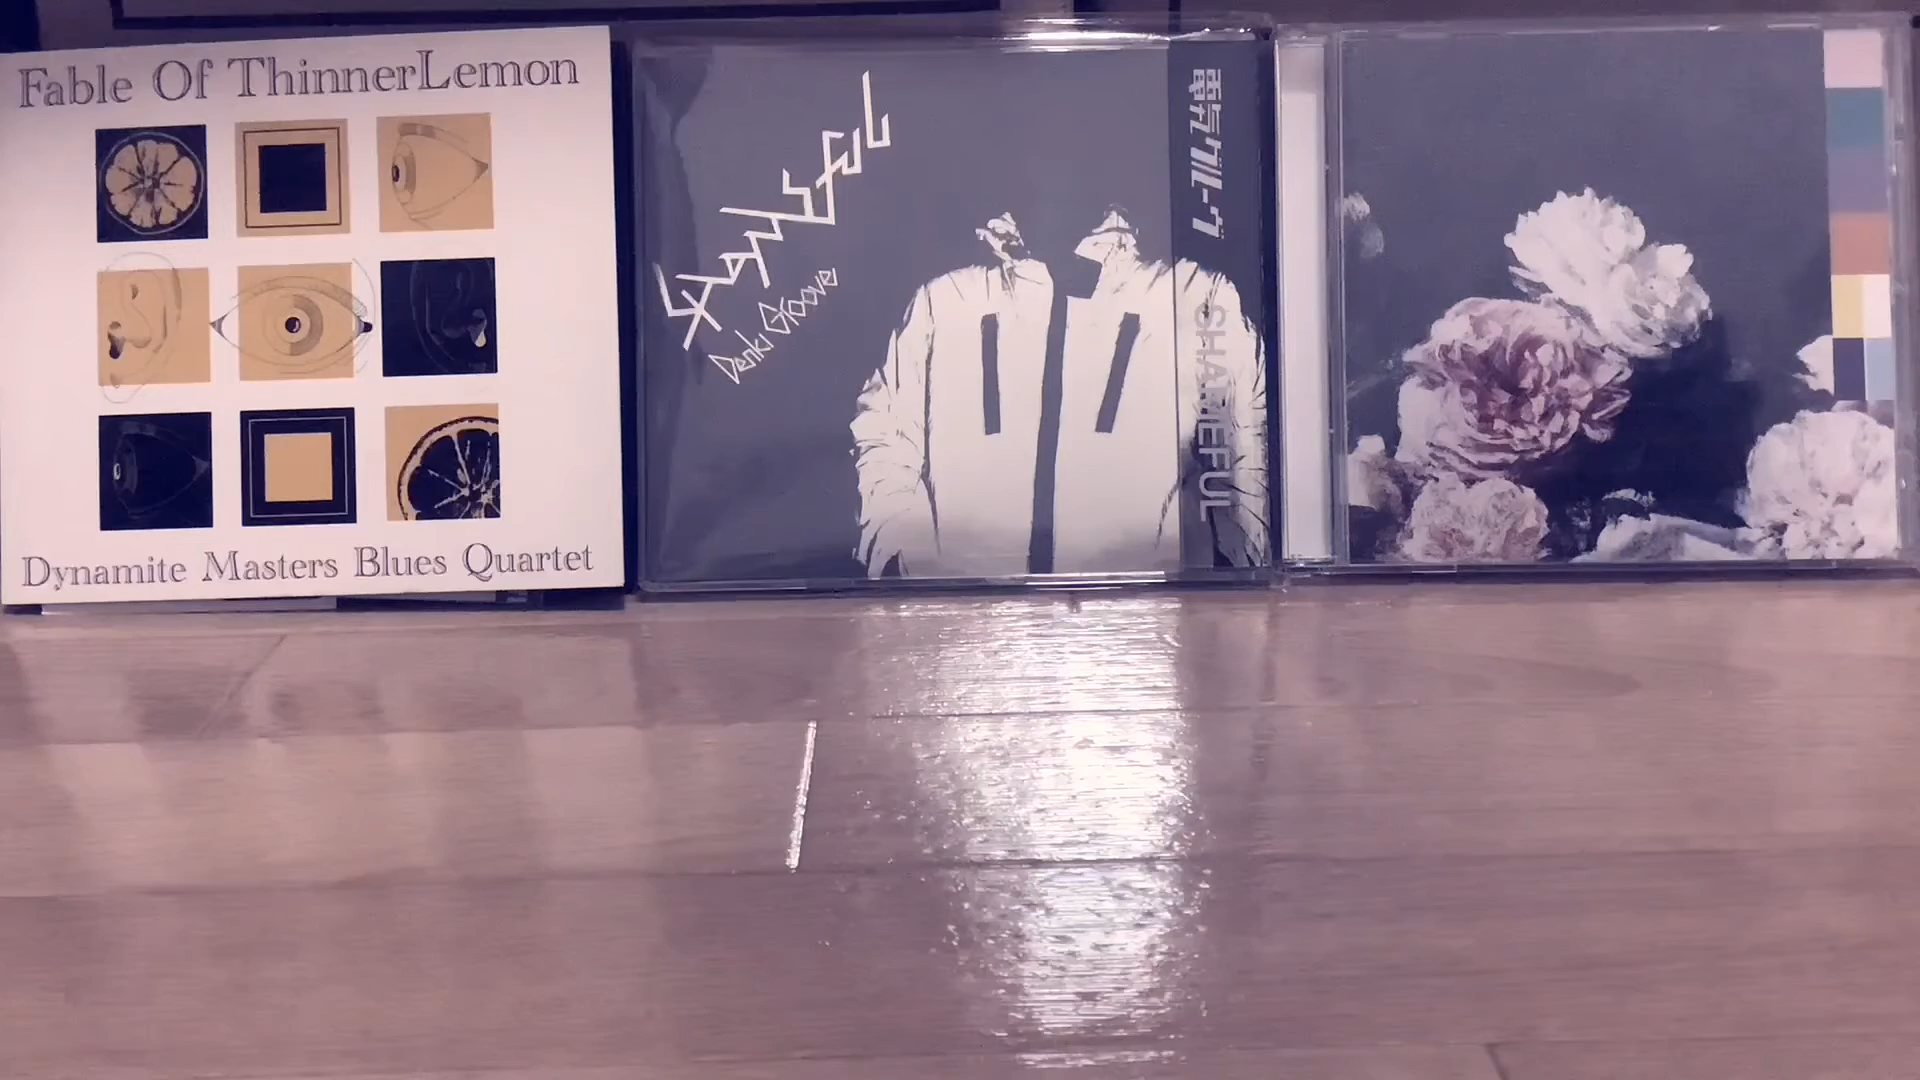 Fable Of ThinnerLemon
Dynamite Masters Blues Quartet
SHAMEFUL
Denki Groove
電気グルーヴ
SHAMEFUL